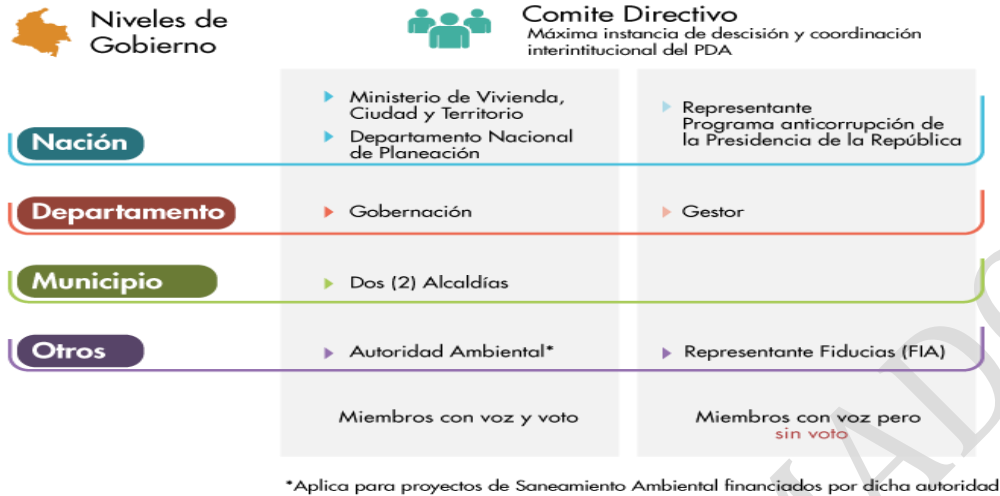 Niveles de
Gobierno
Comite Directivo
Máxima instancia de descisión y coordinación
interintitucional del PDA
Nación
Ministerio de Vivienda,
Ciudad y Territorio
Departamento Nacional
de Planeación
Representante
Programa anticorrupción de
la Presidencia de la República
Departamento
Gobernación
Gestor
Municipio
Dos (2) Alcaldías
Otros
Autoridad Ambiental*
Representante Fiducias (FIA)
Miembros con voz y voto
Miembros con voz pero
sin voto
*Aplica para proyectos de Saneamiento Ambiental financiados por dicha autoridad